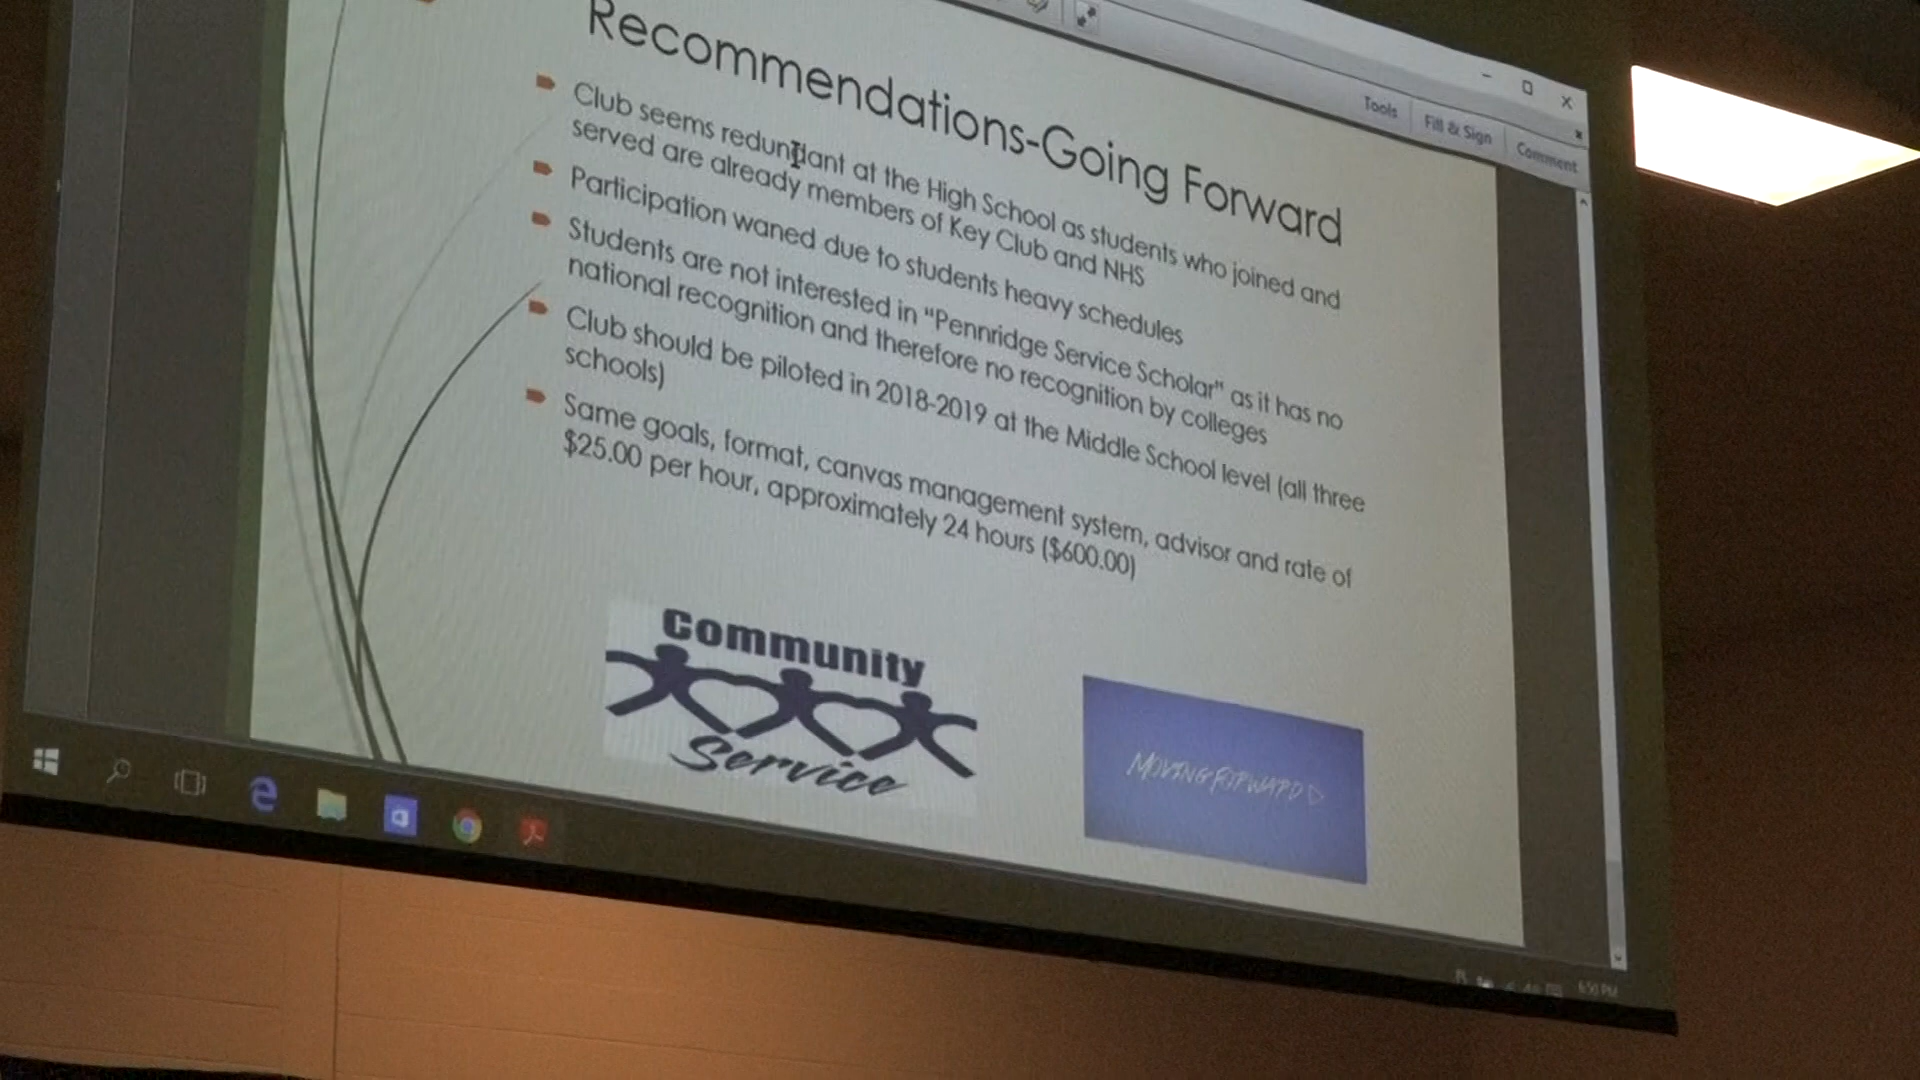 Recommendations-Going Forward
Tools
Fill & Sign
Comment
Club seems redundant at the High School as students who joined and
served are already members of Key Club and NHS
Participation waned due to students heavy schedules
Students are not interested in "Pennridge Service Scholar" as it has no
national recognition and therefore no recognition by colleges
Club should be piloted in 2018-2019 at the Middle School level (all three
schools)
Same goals, format, canvas management system, advisor and rate of
$25.00 per hour, approximately 24 hours ($600.00)
Community
Service
MOVING FORWARD